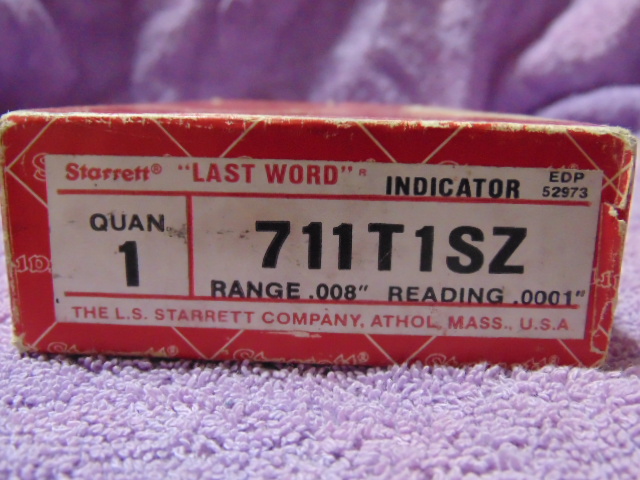 Starrett® "LAST WORD"® INDICATOR EDP 52973
QUAN 1
711T1SZ
RANGE .008" READING .0001"
THE L.S. STARRETT COMPANY, ATHOL, MASS., U.S.A